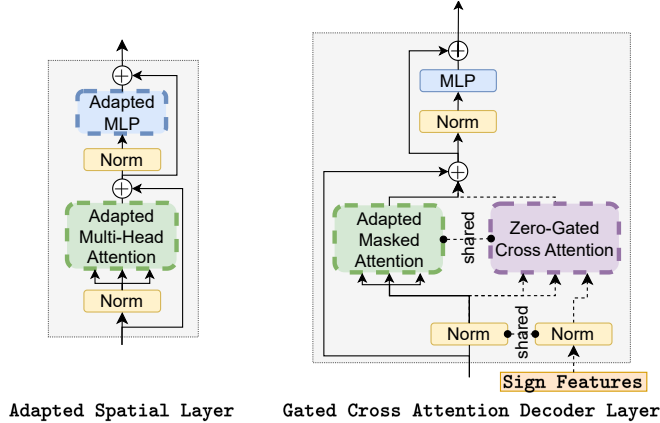 Adapted
MLP
Norm
Adapted
Multi-Head
Attention
Norm
Adapted Spatial Layer
MLP
Norm
Adapted
Masked
Attention
shared
Zero-Gated
Cross Attention
Norm
shared
Norm
Sign Features
Gated Cross Attention Decoder Layer